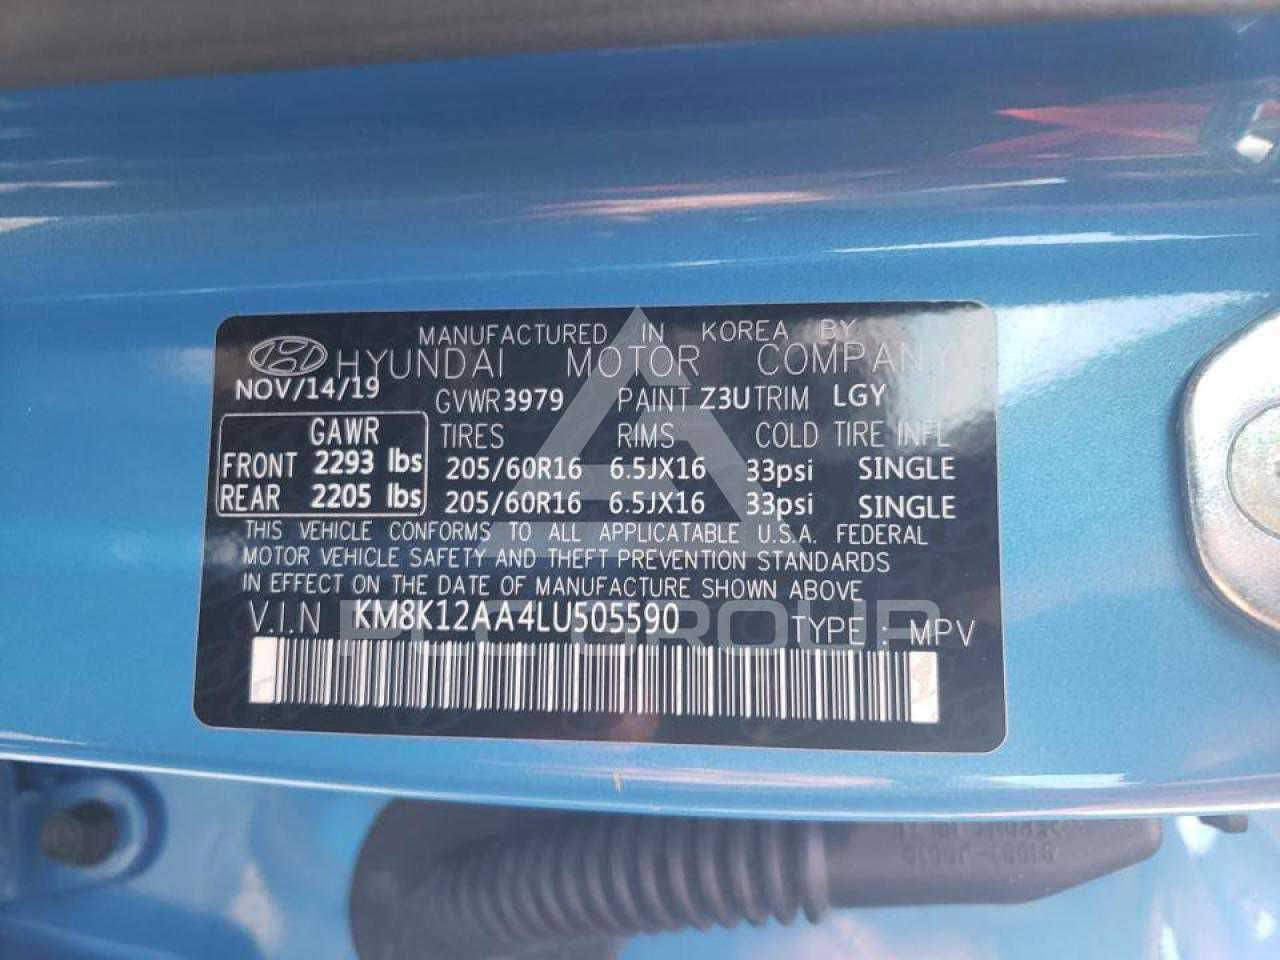 MANUFACTURED IN KOREA BY
HYUNDAI MOTOR COMPANY
NOV/14/19 GVWR 3979 PAINT Z3U TRIM LGY
GAWR TIRES RIMS COLD TIRE INFL
FRONT 2293 lbs 205/60R16 6.5JX16 33psi SINGLE
REAR 2205 lbs 205/60R16 6.5JX16 33psi SINGLE
THIS VEHICLE CONFORMS TO ALL APPLICATABLE U.S.A. FEDERAL
MOTOR VEHICLE SAFETY AND THEFT PREVENTION STANDARDS
IN EFFECT ON THE DATE OF MANUFACTURE SHOWN ABOVE
V.I.N KM8K12AA4LU505590
TYPE : MPV
PLC GROUP